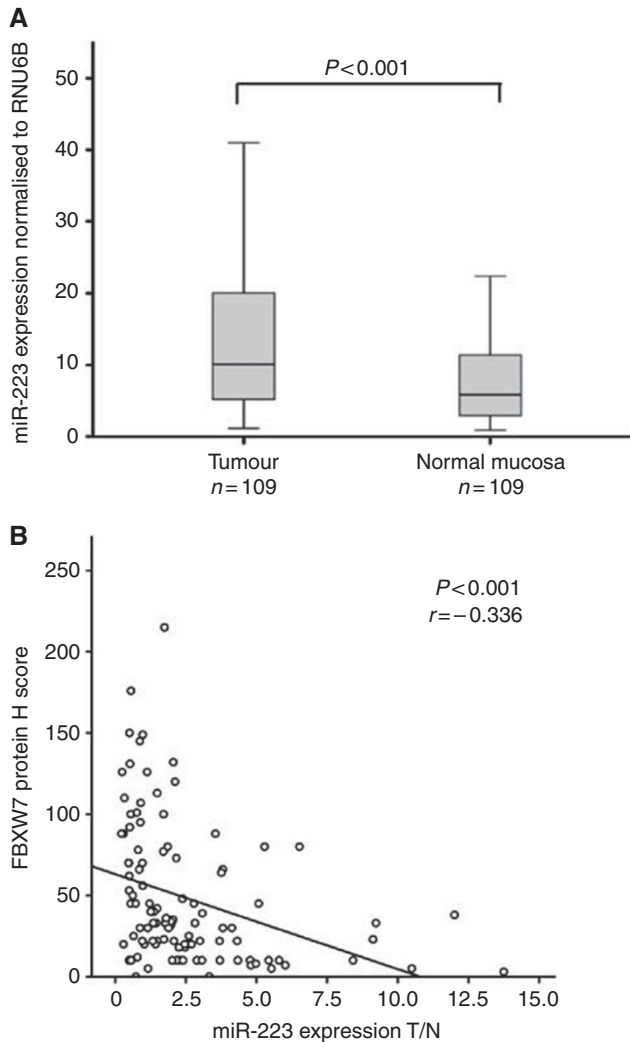 A
miR-223 expression normalised to RNU6B
50
40
30
20
10
0
P<0.001
Tumour
n=109
Normal mucosa
n=109
B
FBXW7 protein H score
250
200
150
100
50
0
P<0.001
r=−0.336
0 2.5 5.0 7.5 10.0 12.5 15.0
miR-223 expression T/N